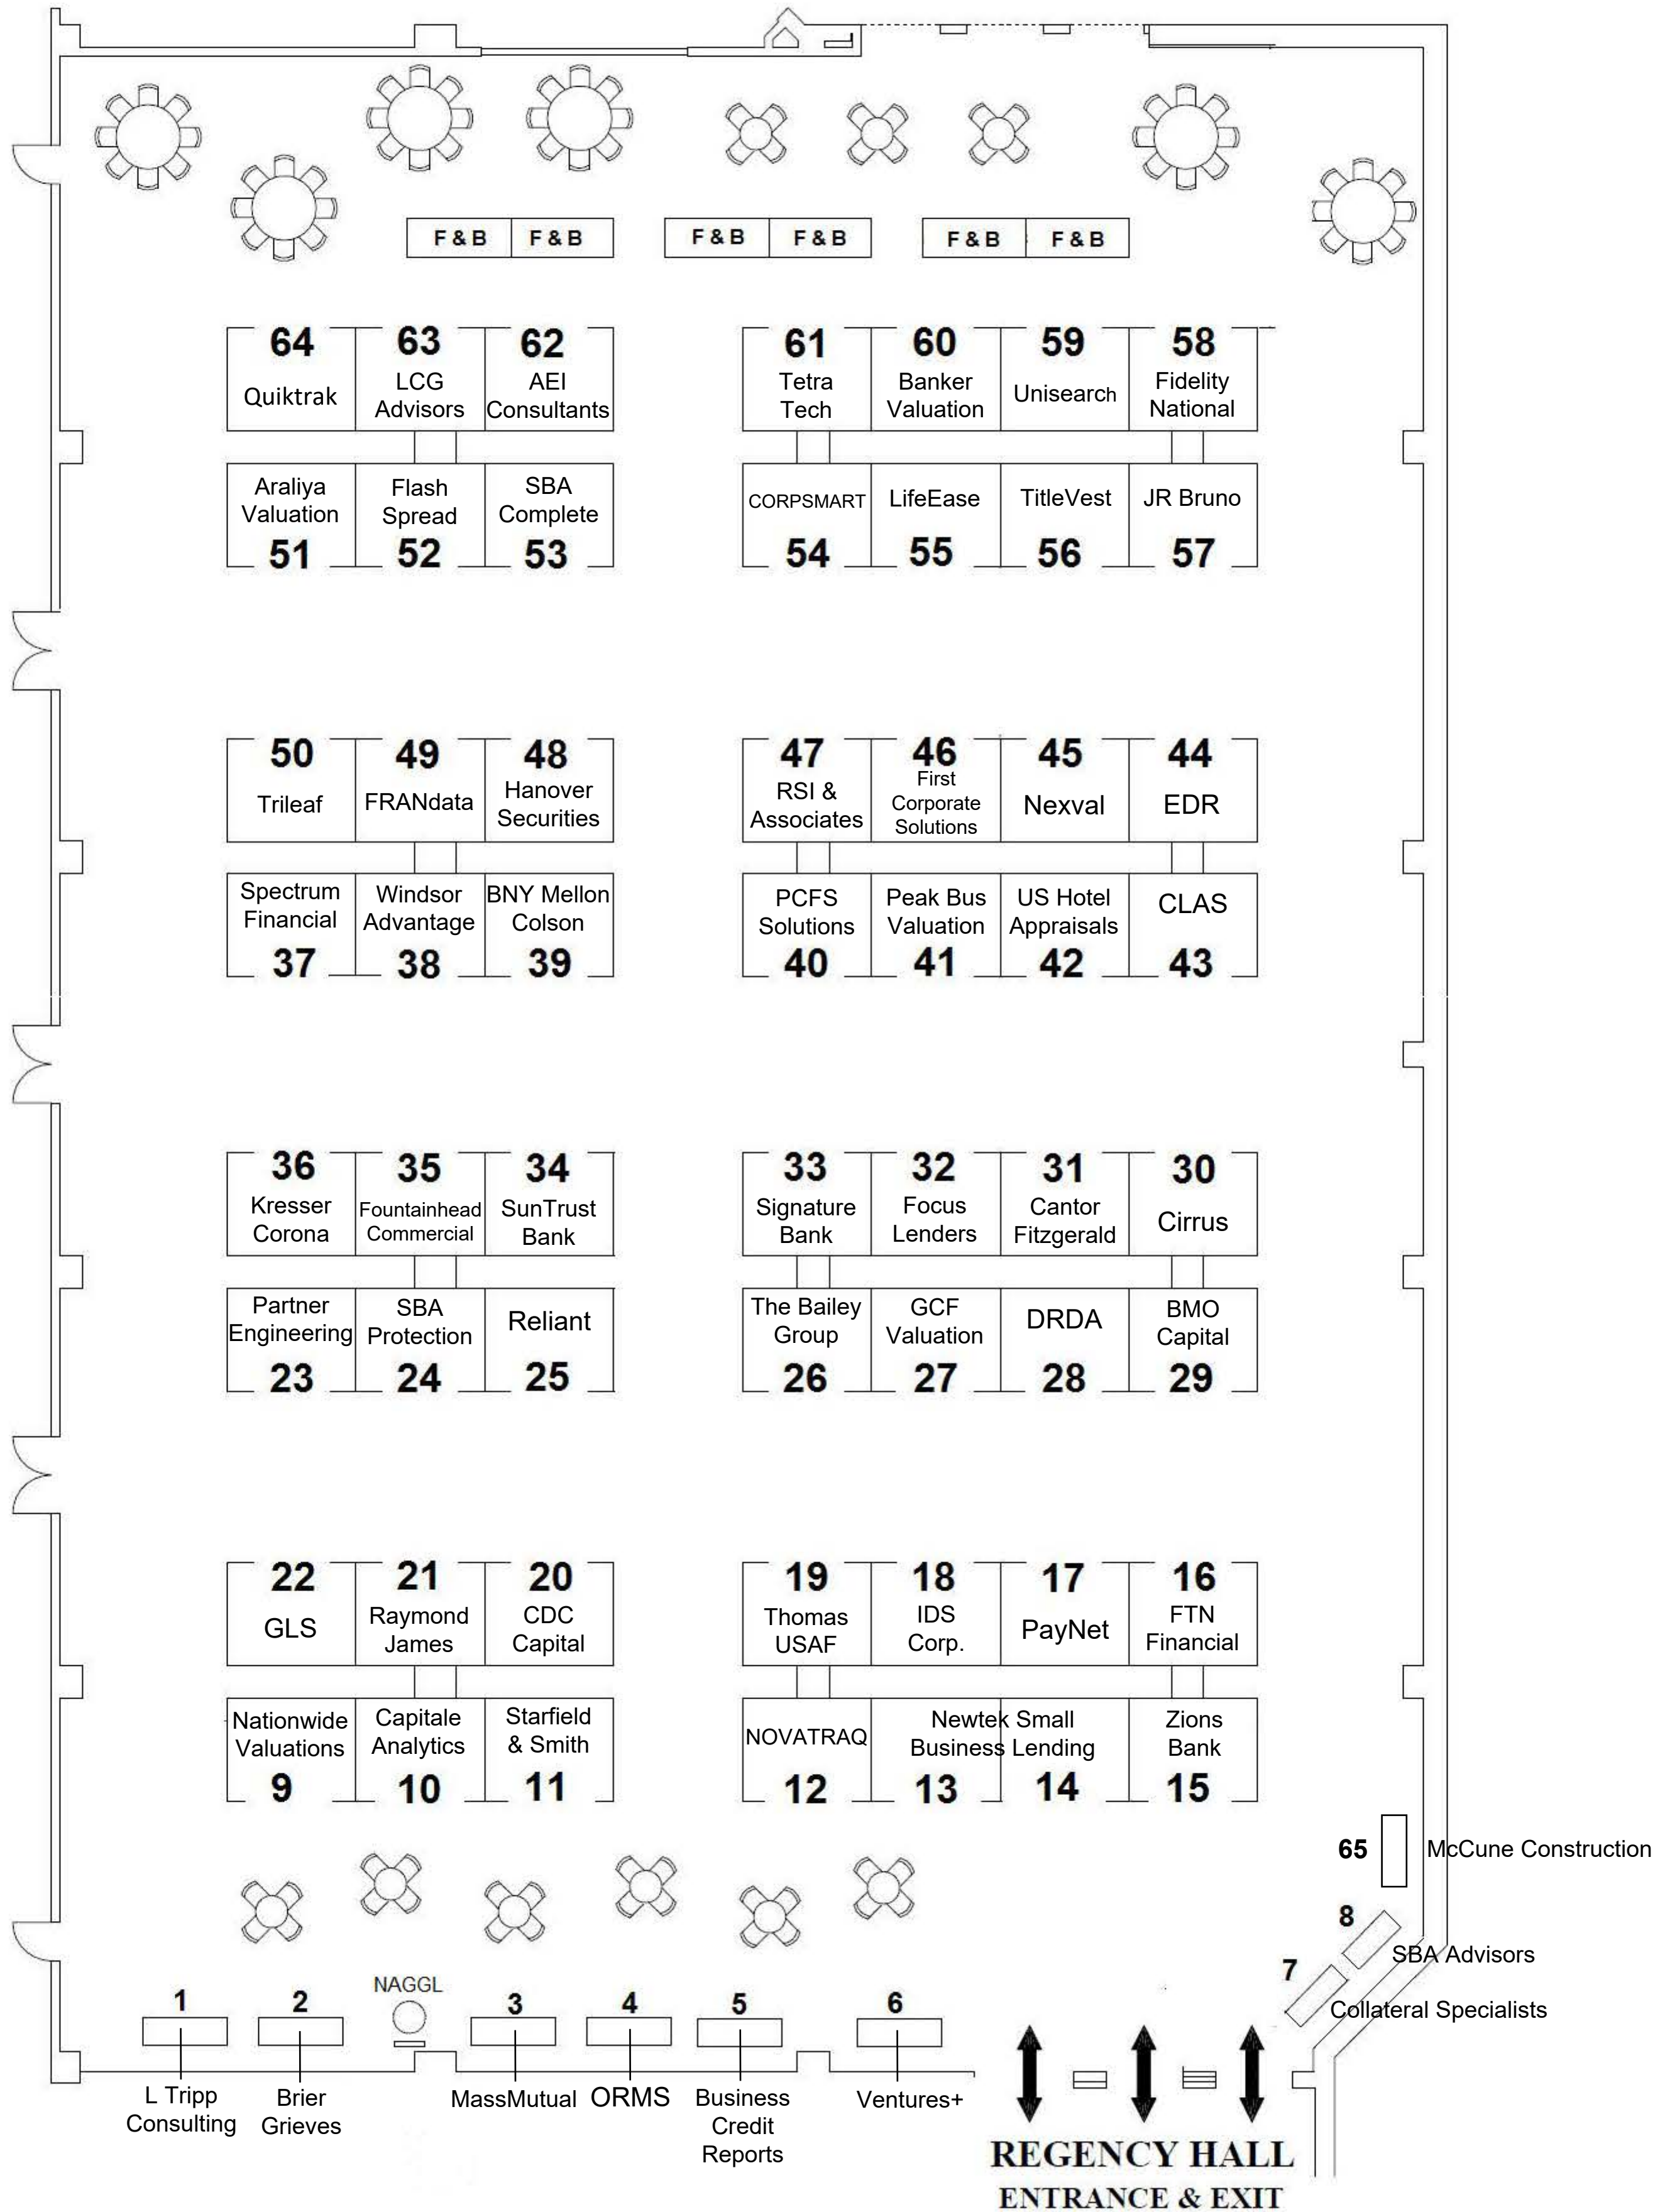 F & B
F & B
F & B
F & B
F & B
F & B
64
Quiktrak
63
LCG
Advisors
62
AEI
Consultants
61
Tetra
Tech
60
Banker
Valuation
59
Unisearch
58
Fidelity
National
Araliya
Valuation
51
Flash
Spread
52
SBA
Complete
53
CORPSMART
54
LifeEase
55
TitleVest
56
JR Bruno
57
50
Trileaf
49
FRANdata
48
Hanover
Securities
47
RSI &
Associates
46
First
Corporate
Solutions
45
Nexval
44
EDR
Spectrum
Financial
37
Windsor
Advantage
38
BNY Mellon
Colson
39
PCFS
Solutions
40
Peak Bus
Valuation
41
US Hotel
Appraisals
42
CLAS
43
36
Kresser
Corona
35
Fountainhead
Commercial
34
SunTrust
Bank
33
Signature
Bank
32
Focus
Lenders
31
Cantor
Fitzgerald
30
Cirrus
Partner
Engineering
23
SBA
Protection
24
Reliant
25
The Bailey
Group
26
GCF
Valuation
27
DRDA
28
BMO
Capital
29
22
GLS
21
Raymond
James
20
CDC
Capital
19
Thomas
USAF
18
IDS
Corp.
17
PayNet
16
FTN
Financial
Nationwide
Valuations
9
Capitale
Analytics
10
Starfield
& Smith
11
NOVATRAQ
12
Newtek Small
Business Lending
13
14
Zions
Bank
15
65
McCune Construction
8
SBA Advisors
7
Collateral Specialists
1
L Tripp
Consulting
2
Brier
Grieves
NAGGL
3
MassMutual
4
ORMS
5
Business
Credit
Reports
6
Ventures+
REGENCY HALL
ENTRANCE & EXIT